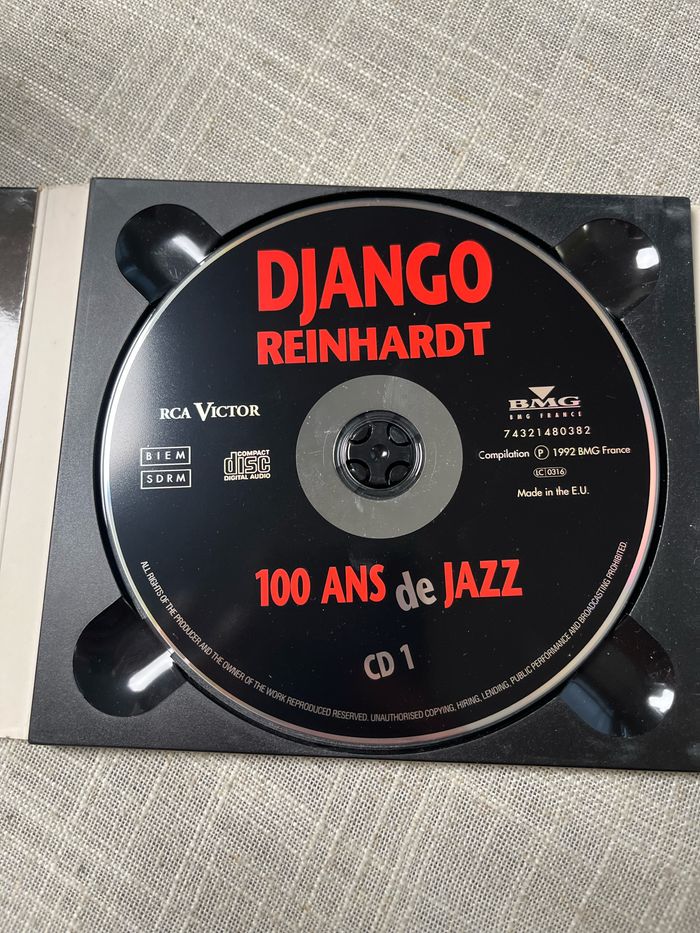 DJANGO
REINHARDT
RCA VICTOR
BIEM
SDRM
COMPACT
disc
DIGITAL AUDIO
BMG
BMG FRANCE
74321480382
Compilation ℗ 1992 BMG France
LC 0316
Made in the E.U.
100 ANS de JAZZ
CD 1
ALL RIGHTS OF THE PRODUCER AND THE OWNER OF THE WORK REPRODUCED RESERVED. UNAUTHORISED COPYING, HIRING, LENDING, PUBLIC PERFORMANCE AND BROADCASTING PROHIBITED.